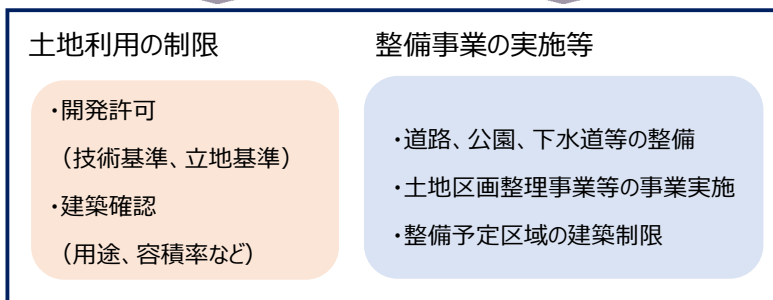 土地利用の制限
・開発許可
（技術基準、立地基準）
・建築確認
（用途、容積率など）
整備事業の実施等
・道路、公園、下水道等の整備
・土地区画整理事業等の事業実施
・整備予定区域の建築制限